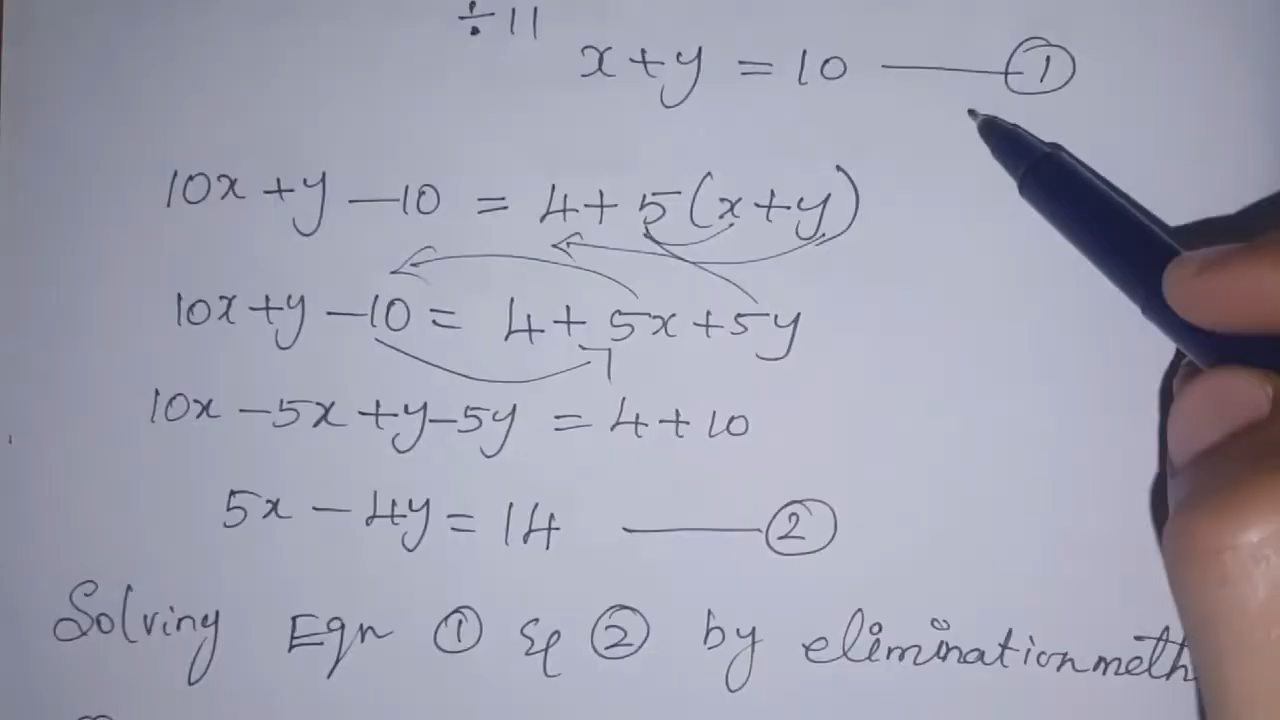 ÷11
x+y = 10 ——— ①
10x+y-10 = 4+5(x+y)
10x+y-10 = 4+5x+5y
10x-5x+y-5y = 4+10
5x-4y=14 ——— ②
Solving Eqn ① & ② by elimination meth